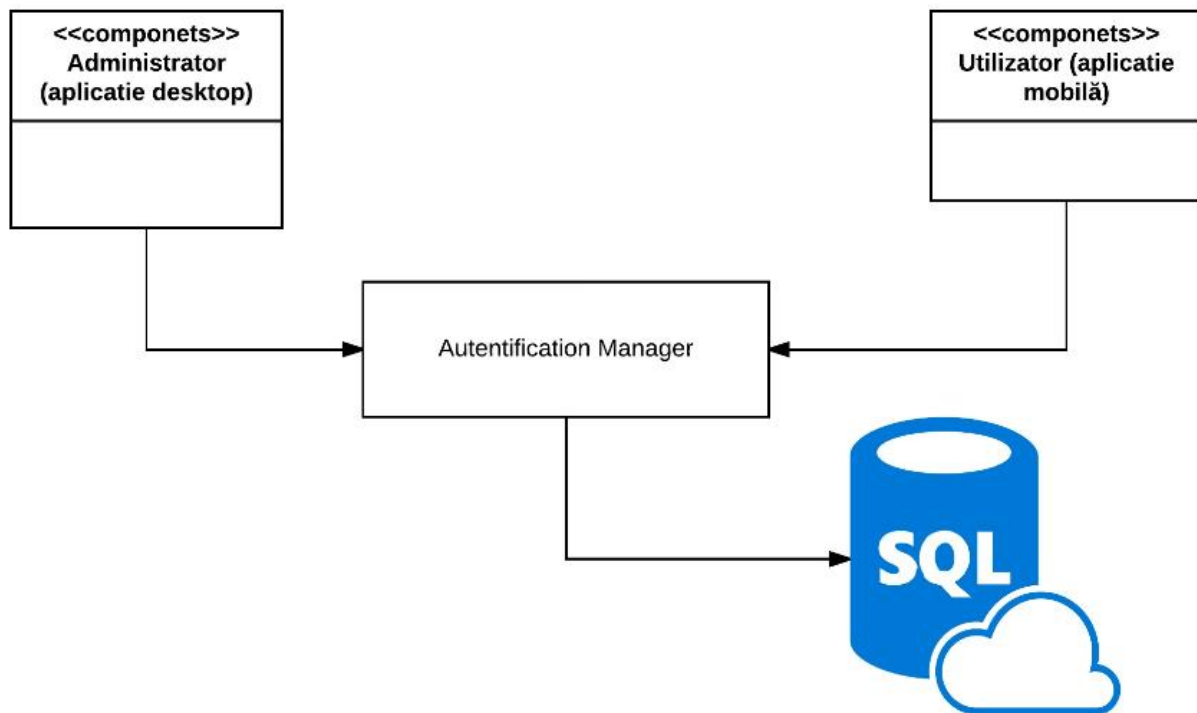 <<componets>>
Administrator
(aplicatie desktop)
<<componets>>
Utilizator (aplicatie
mobilă)
Autentification Manager
SQL